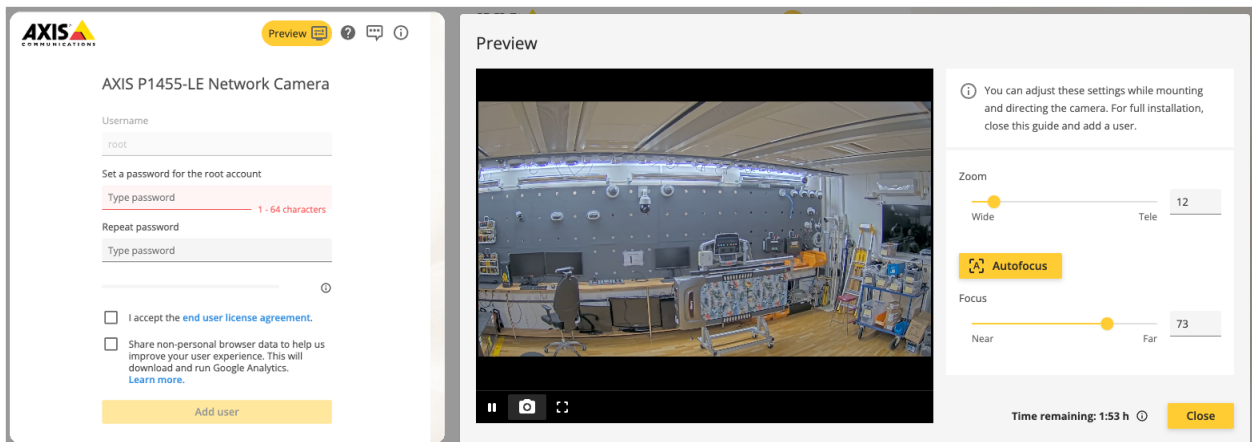 AXIS
COMMUNICATIONS
Preview
AXIS P1455-LE Network Camera
Username
root
Set a password for the root account
Type password
1 - 64 characters
Repeat password
Type password
I accept the end user license agreement.
Share non-personal browser data to help us
improve your user experience. This will
download and run Google Analytics.
Learn more.
Add user
Preview
You can adjust these settings while mounting
and directing the camera. For full installation,
close this guide and add a user.
Zoom
12
Wide
Tele
[A] Autofocus
Focus
73
Near
Far
Time remaining: 1:53 h
Close